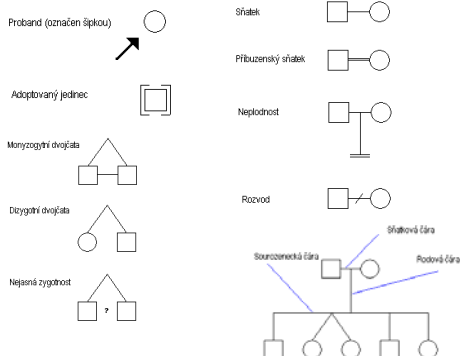 Proband (označen šipkou)
Adoptovaný jedinec
Monyzogytní dvojčata
Dizygotní dvojčata
Nejasná zygotnost
?
Sňatek
Příbuzenský sňatek
Neplodnost
Rozvod
Sňatková čára
Sourozenecká čára
Rodová čára